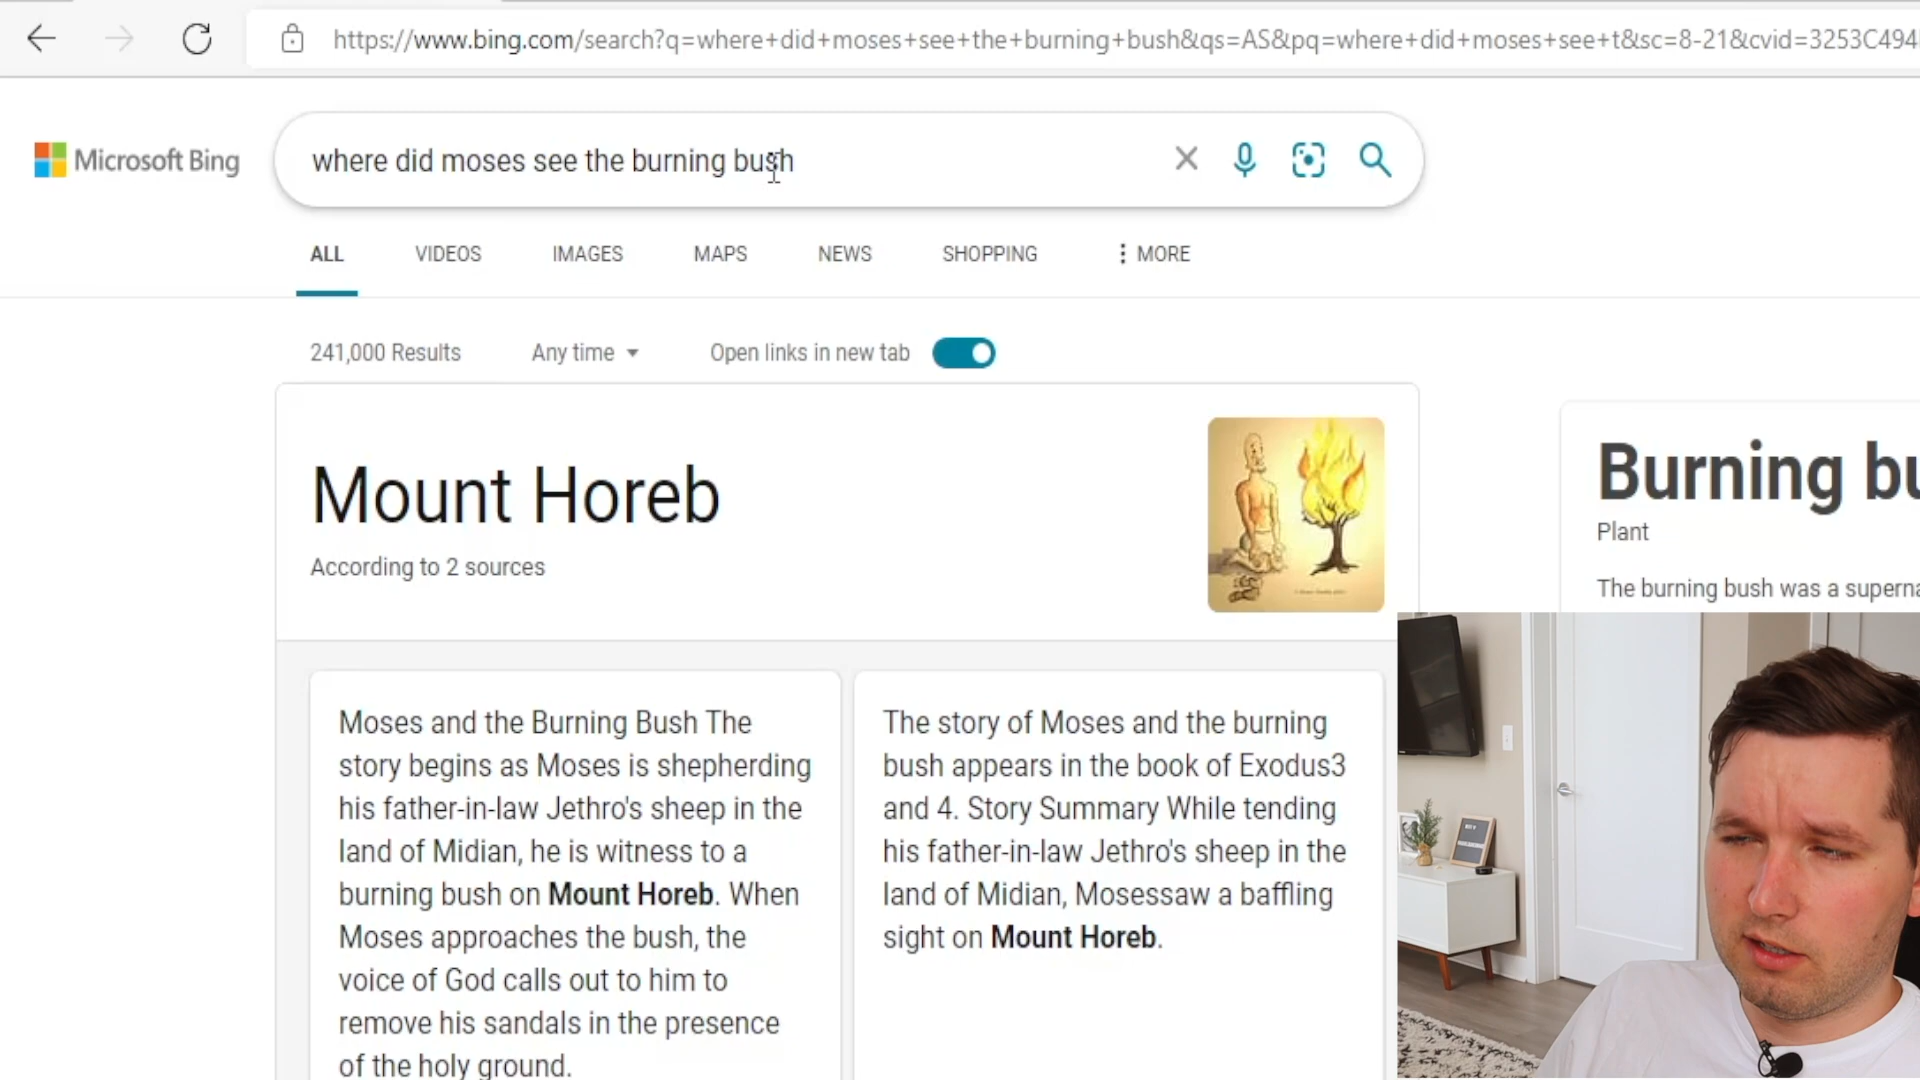 https://www.bing.com/search?q=where+did+moses+see+the+burning+bush&qs=AS&pq=where+did+moses+see+t&sc=8-21&cvid=3253C494
Microsoft Bing
where did moses see the burning bush
ALL VIDEOS IMAGES MAPS NEWS SHOPPING MORE
241,000 Results Any time Open links in new tab
Mount Horeb
According to 2 sources
Moses and the Burning Bush The
story begins as Moses is shepherding
his father-in-law Jethro's sheep in the
land of Midian, he is witness to a
burning bush on Mount Horeb. When
Moses approaches the bush, the
voice of God calls out to him to
remove his sandals in the presence
of the holy ground.
The story of Moses and the burning
bush appears in the book of Exodus3
and 4. Story Summary While tending
his father-in-law Jethro's sheep in the
land of Midian, Mosessaw a baffling
sight on Mount Horeb.
Burning bu
Plant
The burning bush was a superna